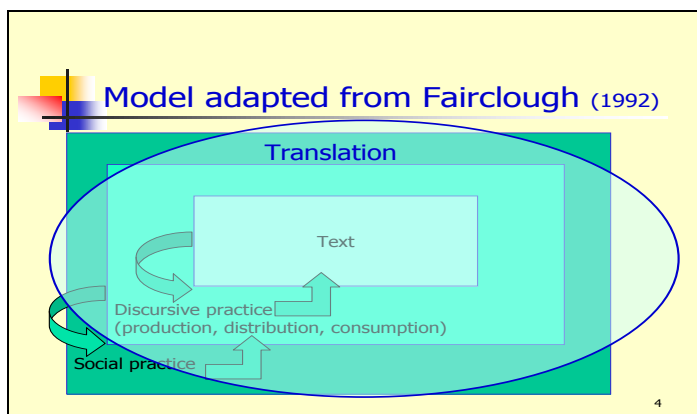 Model adapted from Fairclough (1992)
Translation
Text
Discursive practice
(production, distribution, consumption)
Social practice
4